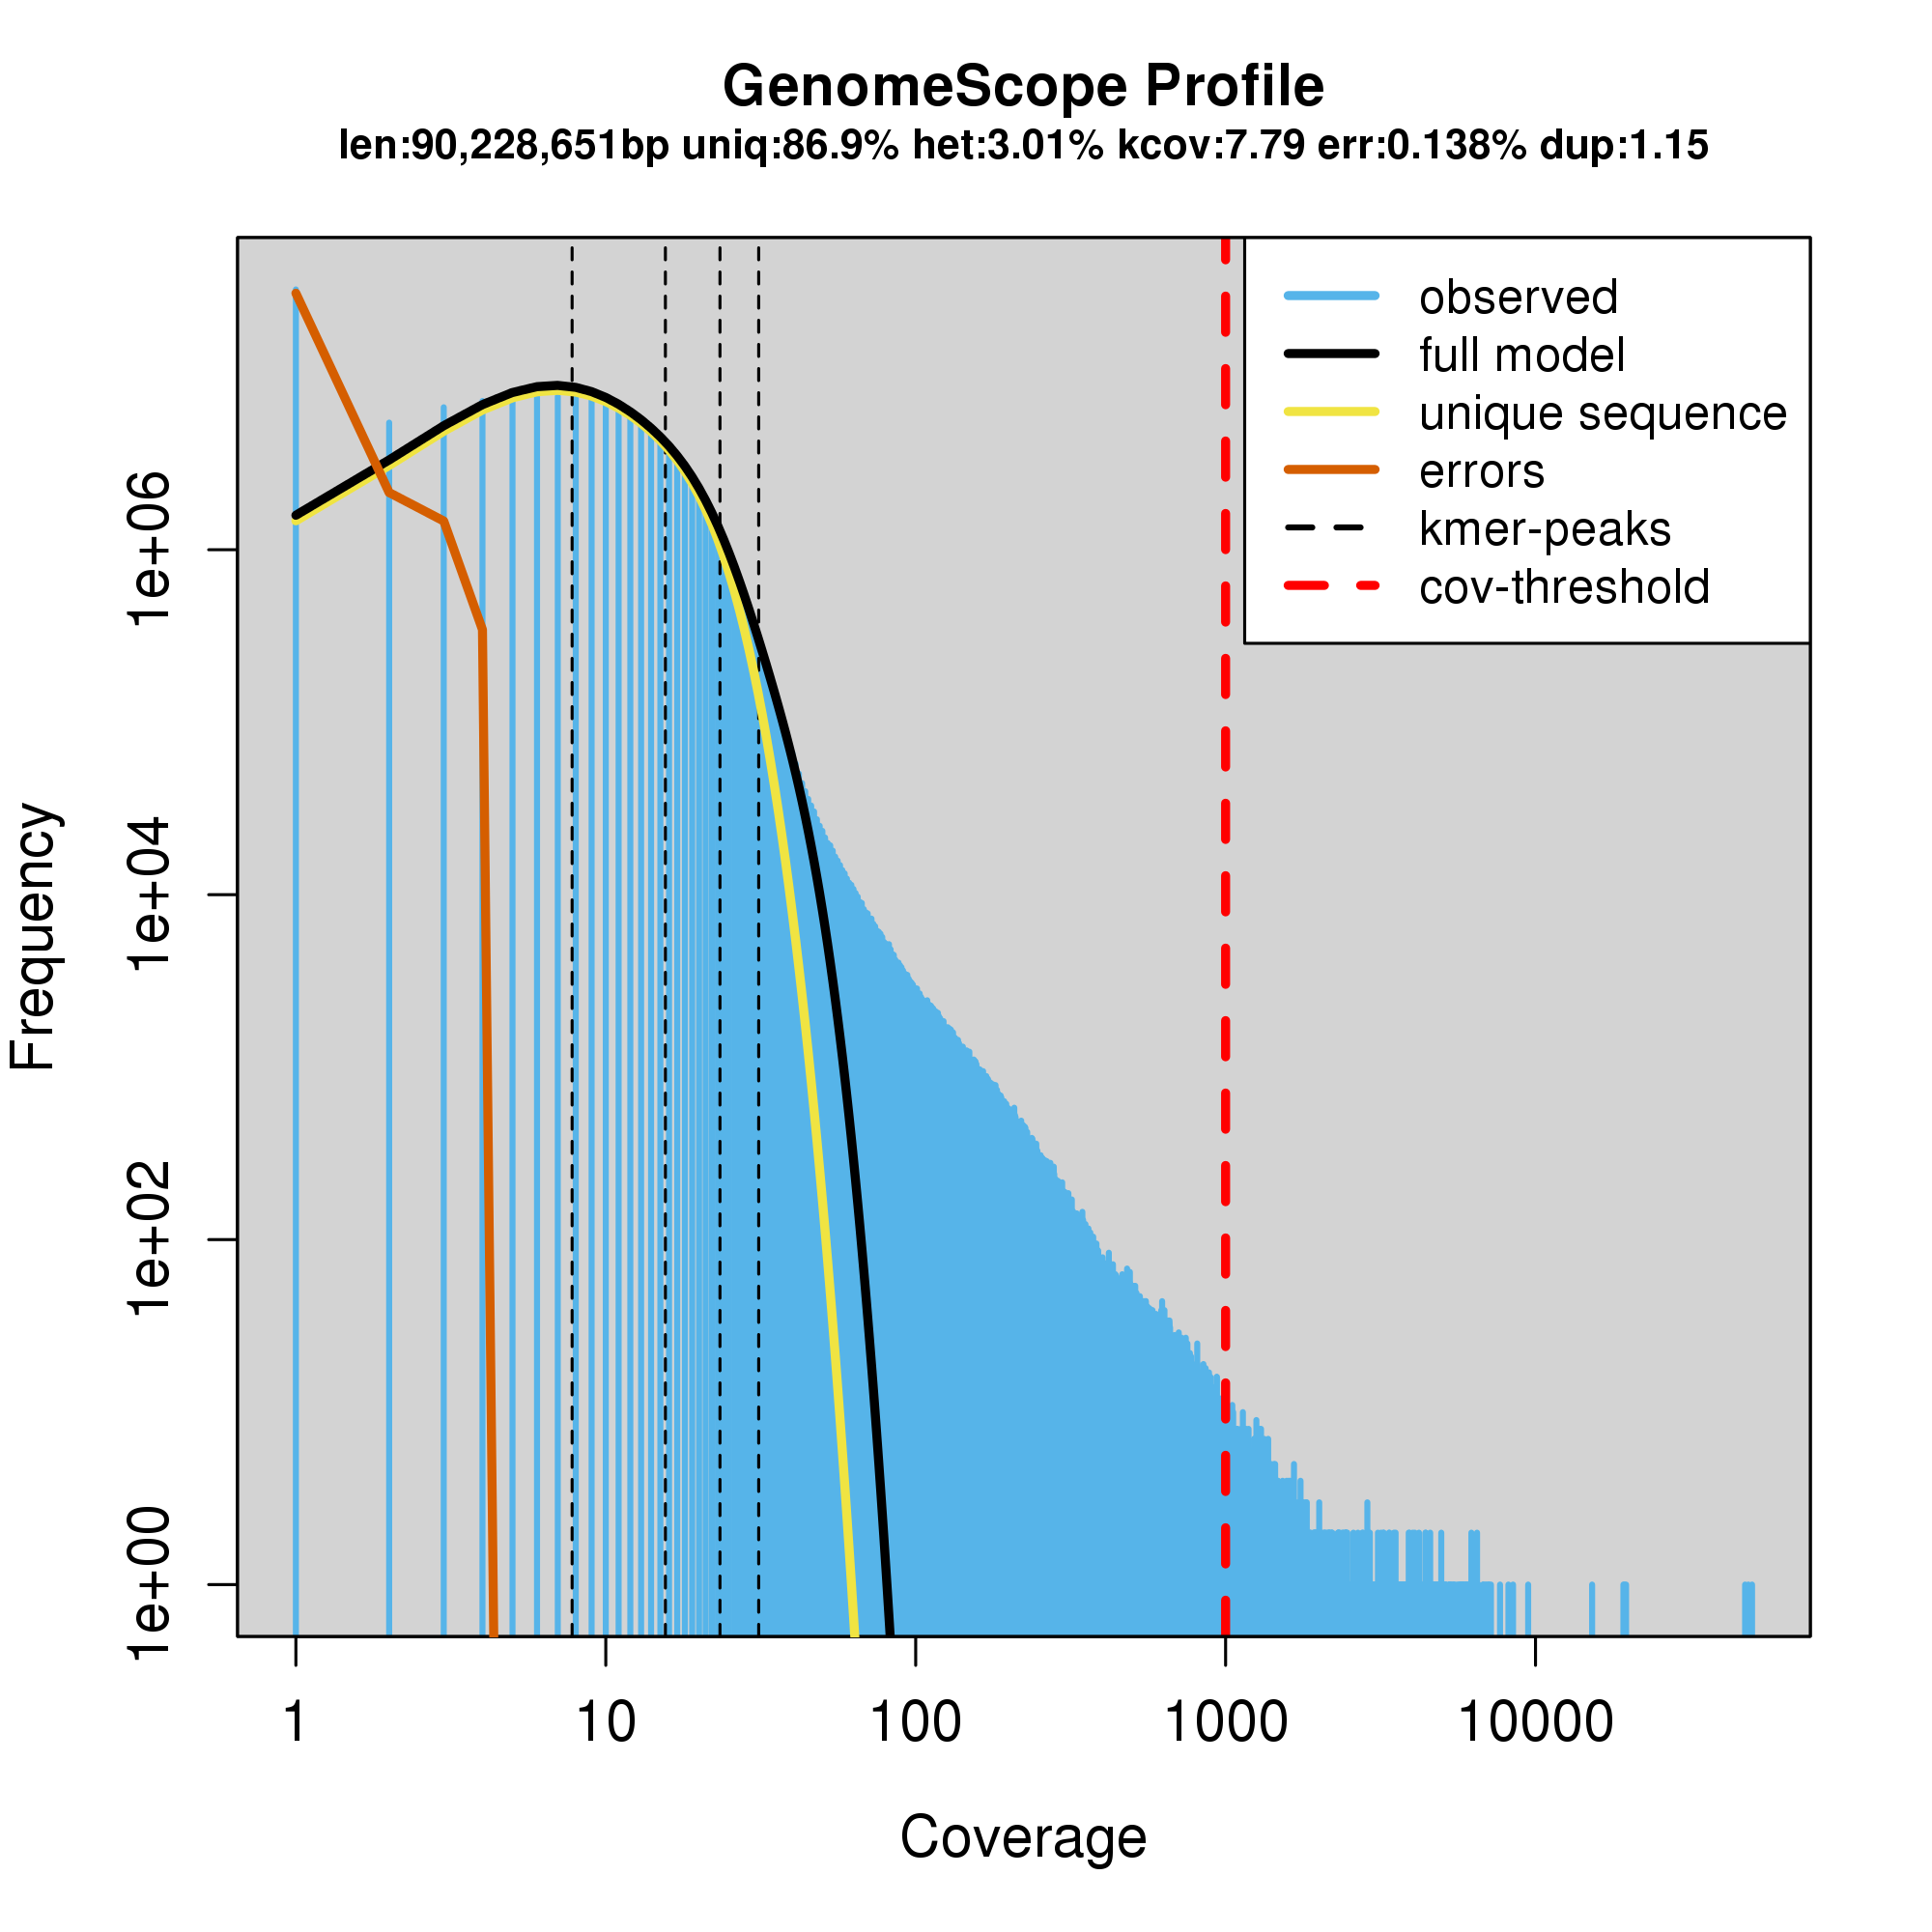 GenomeScope Profile
len:90,228,651bp uniq:86.9% het:3.01% kcov:7.79 err:0.138% dup:1.15
observed
full model
unique sequence
errors
kmer-peaks
cov-threshold
Frequency
1e+06
1e+04
1e+02
1e+00
1 10 100 1000 10000
Coverage